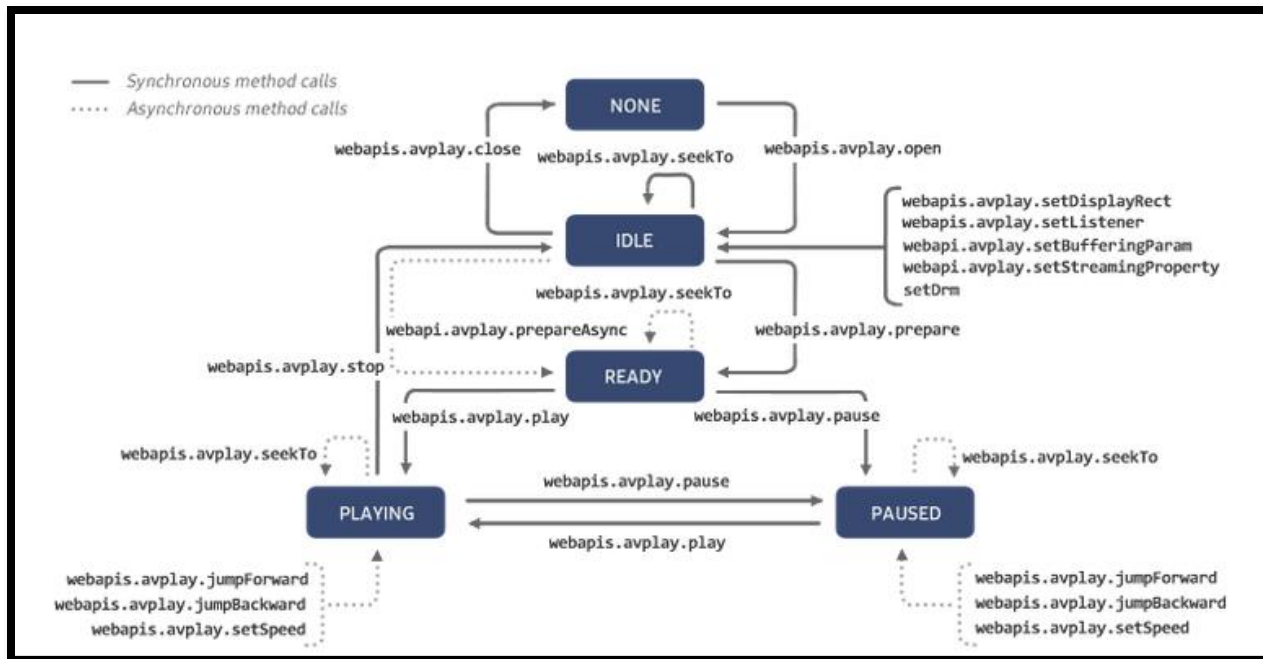 Synchronous method calls
Asynchronous method calls
NONE
webapis.avplay.close
webapis.avplay.seekTo
webapis.avplay.open
IDLE
webapis.avplay.setDisplayRect
webapis.avplay.setListener
webapi.avplay.setBufferingParam
webapi.avplay.setStreamingProperty
setDrm
webapis.avplay.seekTo
webapi.avplay.prepareAsync
webapis.avplay.prepare
READY
webapis.avplay.stop
webapis.avplay.play
webapis.avplay.pause
webapis.avplay.seekTo
webapis.avplay.seekTo
webapis.avplay.pause
PLAYING
PAUSED
webapis.avplay.play
webapis.avplay.jumpForward
webapis.avplay.jumpBackward
webapis.avplay.setSpeed
webapis.avplay.jumpForward
webapis.avplay.jumpBackward
webapis.avplay.setSpeed